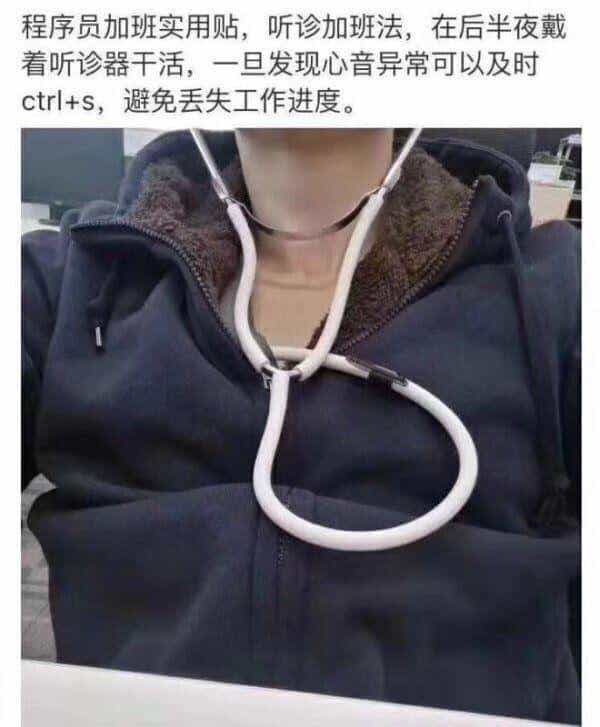 程序员加班实用贴，听诊加班法，在后半夜戴
着听诊器干活，一旦发现心音异常可以及时
ctrl+s，避免丢失工作进度。